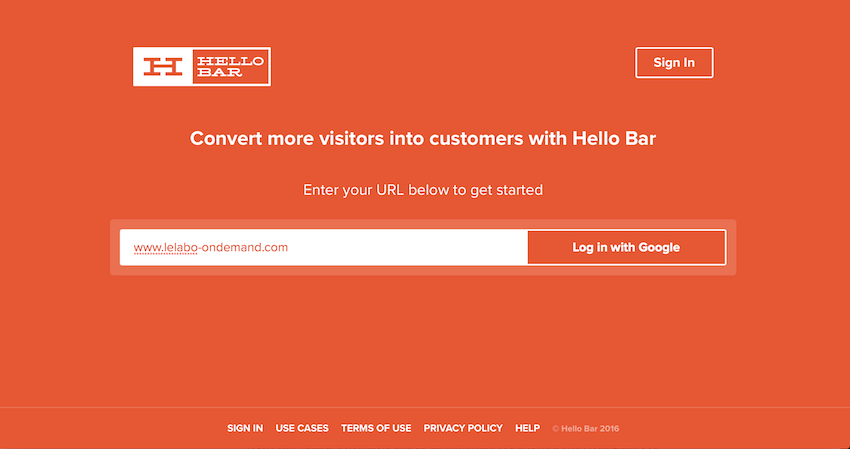 H HELLO BAR
Sign In
Convert more visitors into customers with Hello Bar
Enter your URL below to get started
www.lelabo-ondemand.com
Log in with Google
SIGN IN USE CASES TERMS OF USE PRIVACY POLICY HELP © Hello Bar 2016